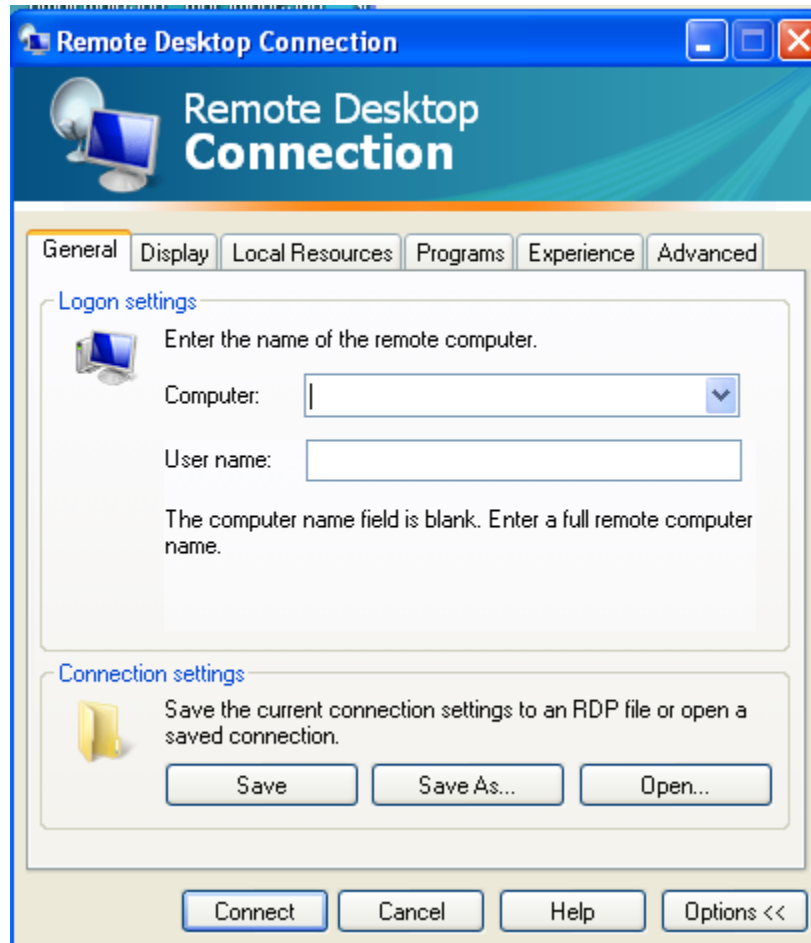 Remote Desktop Connection
Remote Desktop
Connection
General Display Local Resources Programs Experience Advanced
Logon settings
Enter the name of the remote computer.
Computer:
User name:
The computer name field is blank. Enter a full remote computer
name.
Connection settings
Save the current connection settings to an RDP file or open a
saved connection.
Save Save As... Open...
Connect Cancel Help Options <<